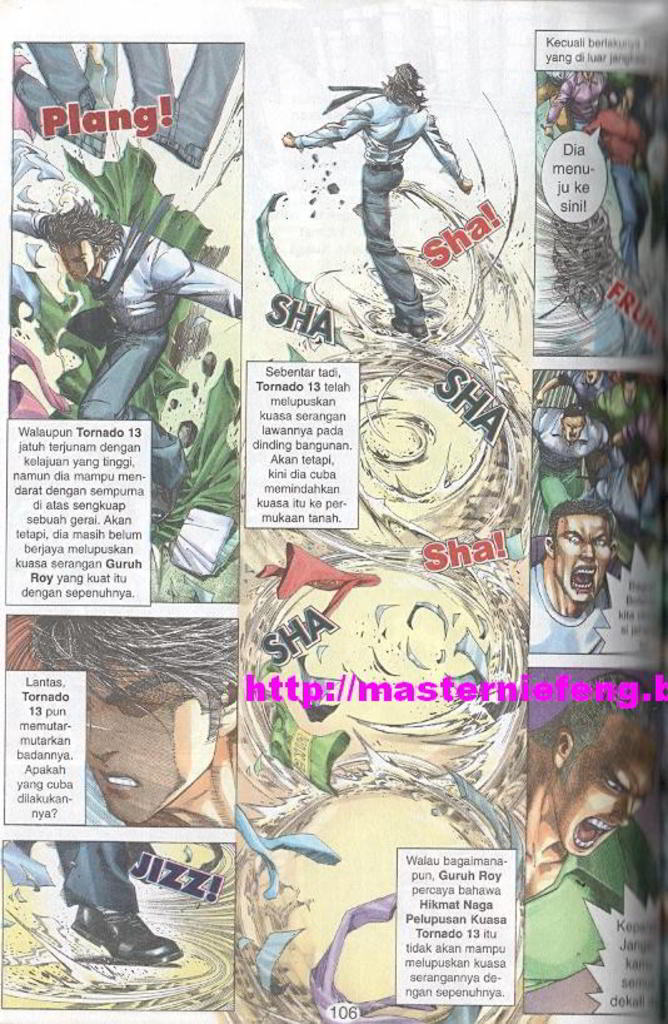 Plang!
Walaupun Tornado 13
jatuh terjunam dengan
kelajuan yang tinggi,
namun dia mampu men-
darat dengan sempurna
di atas sengkuap
sebuah gerai. Akan
tetapi, dia masih belum
berjaya melupuskan
kuasa serangan Guruh
Roy yang kuat itu
dengan sepenuhnya.
Lantas,
Tornado
13 pun
memutar-
mutarkan
badannya.
Apakah
yang cuba
dilakukan-
nya?
JIZZ!
Sha!
SHA
SHA
Sebentar tadi,
Tornado 13 telah
melupuskan
kuasa serangan
lawannya pada
dinding bangunan.
Akan tetapi,
kini dia cuba
memindahkan
kuasa itu ke per-
mukaan tanah.
Sha!
SHA
http://masterniefeng.b
Walau bagaimana-
pun, Guruh Roy
percaya bahawa
Hikmat Naga
Pelupusan Kuasa
Tornado 13 itu
tidak akan mampu
melupuskan kuasa
serangannya de-
ngan sepenuhnya.
106
Kecuali
yang di luar
Dia
menu-
ju ke
sini!
kita
si
kami